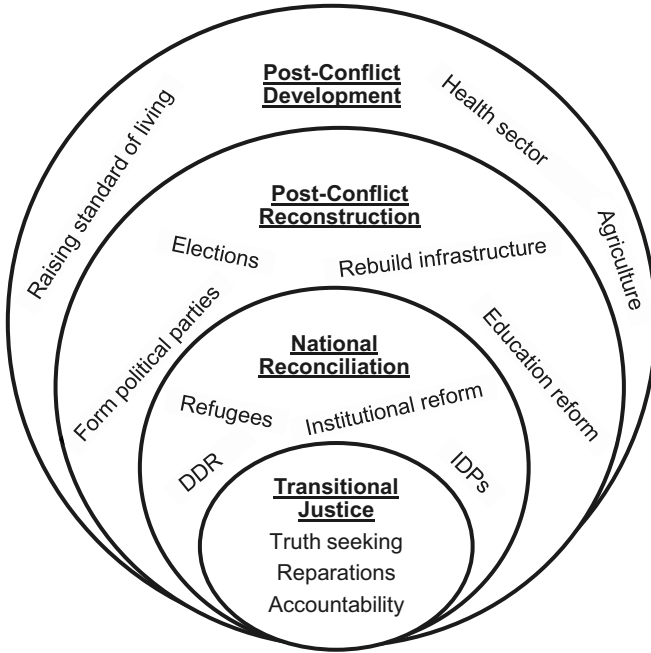 Post-Conflict
Development
Raising standard of living
Health sector
Agriculture
Post-Conflict
Reconstruction
Elections
Rebuild infrastructure
Form political parties
Education reform
National
Reconciliation
Refugees
Institutional reform
DDR
IDPs
Transitional
Justice
Truth seeking
Reparations
Accountability